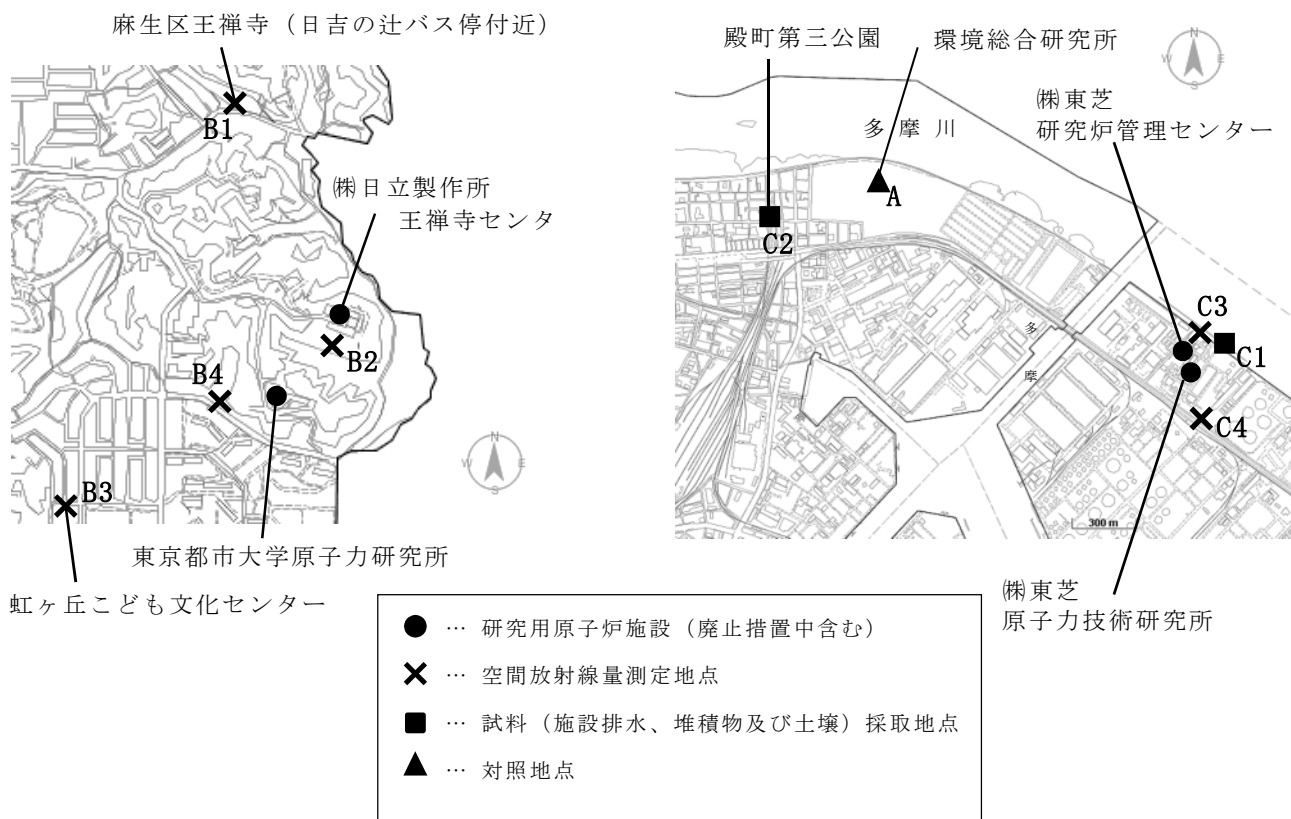 麻生区王禅寺（日吉の辻バス停付近）
B1
㈱日立製作所
王禅寺センタ
B2
B4
B3
N
W E
S
東京都市大学原子力研究所
虹ヶ丘こども文化センター
殿町第三公園
環境総合研究所
N
W E
S
㈱東芝
研究炉管理センター
多摩川
A
C2
多
摩
C3
C1
C4
300 m
㈱東芝
原子力技術研究所
● … 研究用原子炉施設（廃止措置中含む）
× … 空間放射線量測定地点
■ … 試料（施設排水、堆積物及び土壌）採取地点
▲ … 対照地点